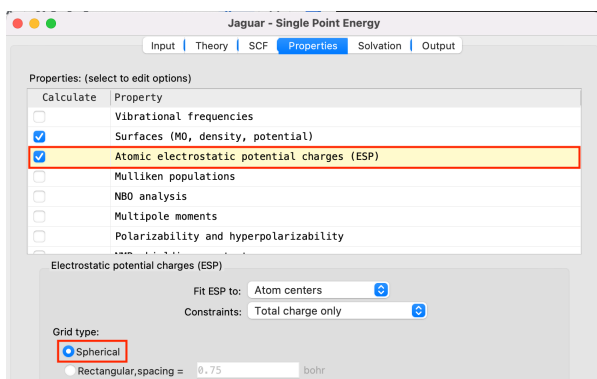 Jaguar - Single Point Energy
Input Theory SCF Properties Solvation Output
Properties: (select to edit options)
Calculate Property
Vibrational frequencies
Surfaces (MO, density, potential)
Atomic electrostatic potential charges (ESP)
Mulliken populations
NBO analysis
Multipole moments
Polarizability and hyperpolarizability
Electrostatic potential charges (ESP)
Fit ESP to: Atom centers
Constraints: Total charge only
Grid type:
Spherical
Rectangular,spacing = 0.75 bohr